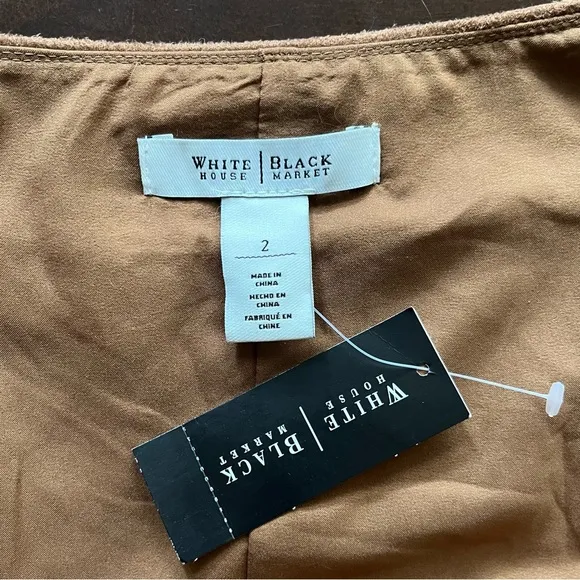 WHITE | BLACK
HOUSE | MARKET
2
MADE IN
CHINA
HECHO EN
CHINA
FABRIQUÉ EN
CHINE
WHITE | BLACK
HOUSE | MARKET